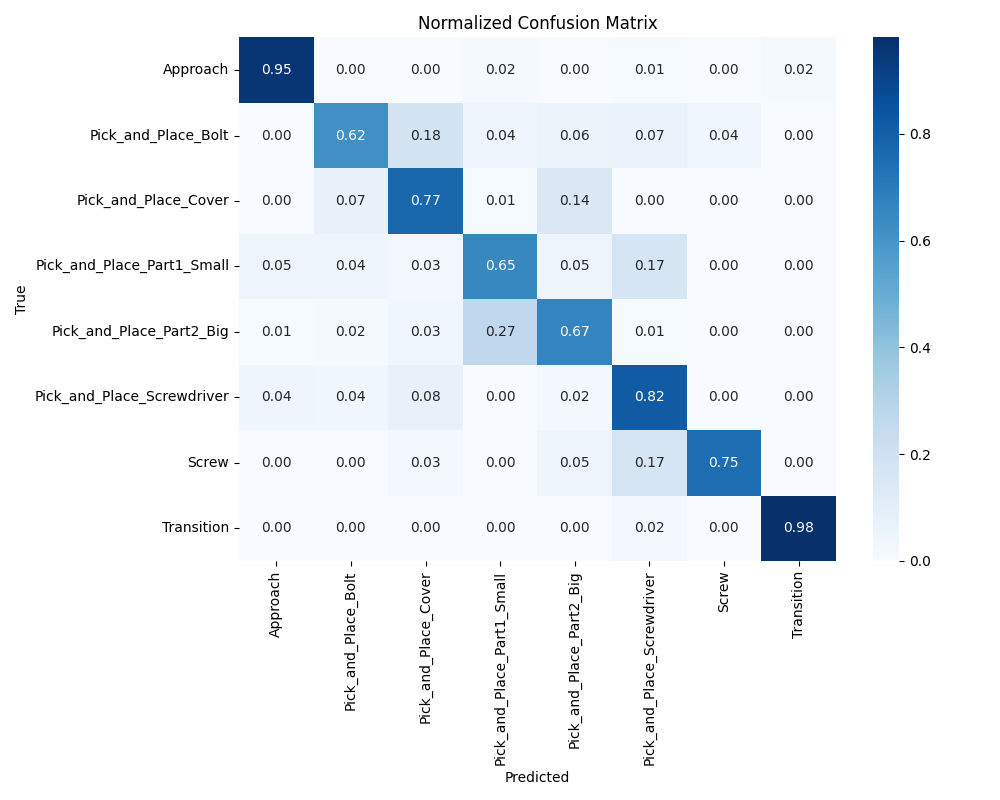 Normalized Confusion Matrix
Approach 0.95 0.00 0.00 0.02 0.00 0.01 0.00 0.02
Pick_and_Place_Bolt 0.00 0.62 0.18 0.04 0.06 0.07 0.04 0.00 0.8
Pick_and_Place_Cover 0.00 0.07 0.77 0.01 0.14 0.00 0.00 0.00
Pick_and_Place_Part1_Small 0.05 0.04 0.03 0.65 0.05 0.17 0.00 0.00 0.6
True
Pick_and_Place_Part2_Big 0.01 0.02 0.03 0.27 0.67 0.01 0.00 0.00 0.4
Pick_and_Place_Screwdriver 0.04 0.04 0.08 0.00 0.02 0.82 0.00 0.00
Screw 0.00 0.00 0.03 0.00 0.05 0.17 0.75 0.00 0.2
Transition 0.00 0.00 0.00 0.00 0.00 0.02 0.00 0.98 0.0
Approach
Pick_and_Place_Bolt
Pick_and_Place_Cover
Pick_and_Place_Part1_Small
Pick_and_Place_Part2_Big
Pick_and_Place_Screwdriver
Screw
Transition
Predicted